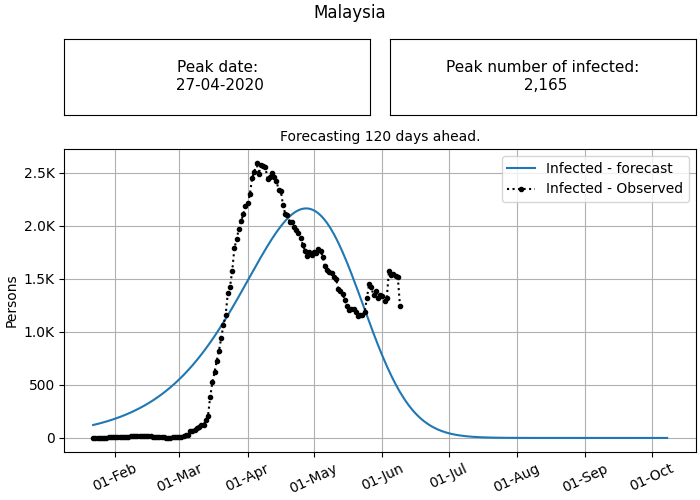 Malaysia
Peak date:
27-04-2020
Peak number of infected:
2,165
Forecasting 120 days ahead.
Infected - forecast
Infected - Observed
2.5K
2.0K
1.5K
1.0K
500
0
Persons
01-Feb
01-Mar
01-Apr
01-May
01-Jun
01-Jul
01-Aug
01-Sep
01-Oct